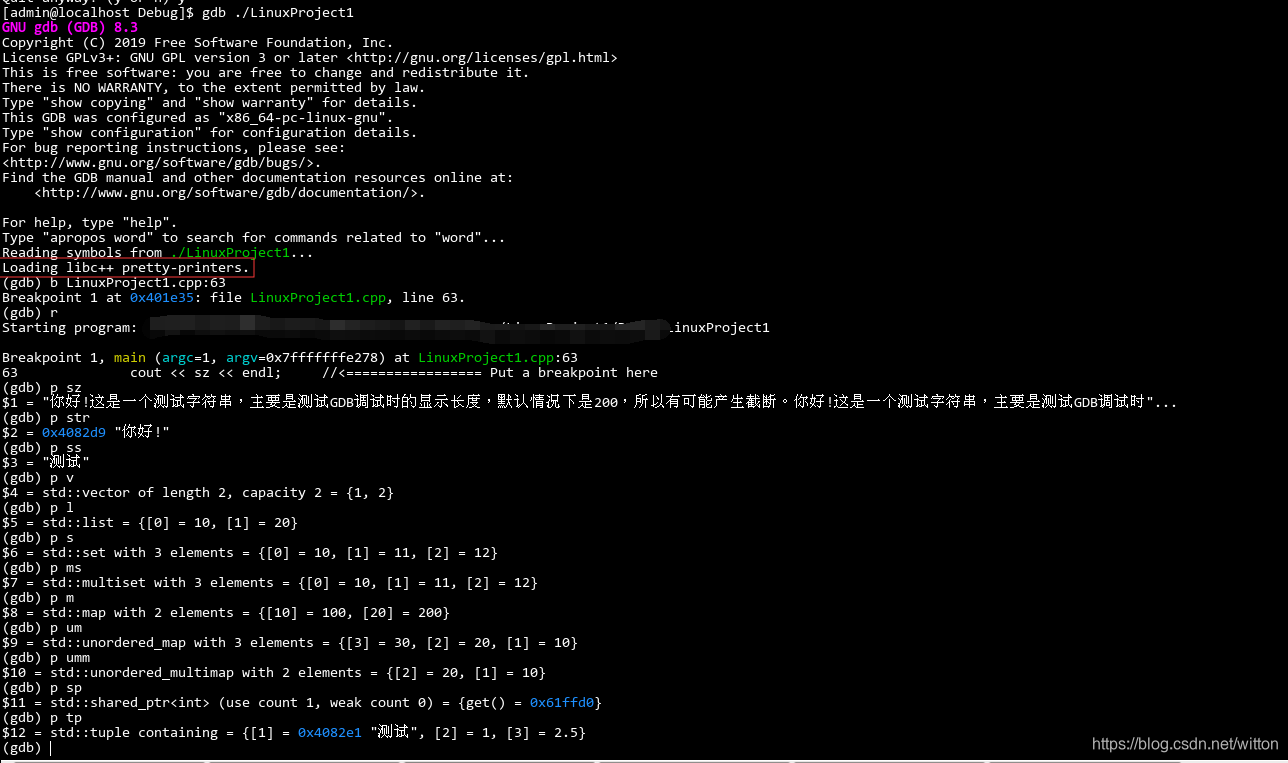 [admin@localhost Debug]$ gdb ./LinuxProject1
GNU gdb (GDB) 8.3
Copyright (C) 2019 Free Software Foundation, Inc.
License GPLv3+: GNU GPL version 3 or later <http://gnu.org/licenses/gpl.html>
This is free software: you are free to change and redistribute it.
There is NO WARRANTY, to the extent permitted by law.
Type "show copying" and "show warranty" for details.
This GDB was configured as "x86_64-pc-linux-gnu".
Type "show configuration" for configuration details.
For bug reporting instructions, please see:
<http://www.gnu.org/software/gdb/bugs/>.
Find the GDB manual and other documentation resources online at:
    <http://www.gnu.org/software/gdb/documentation/>.
For help, type "help".
Type "apropos word" to search for commands related to "word"...
Reading symbols from ./LinuxProject1...
Loading libc++ pretty-printers.
(gdb) b LinuxProject1.cpp:63
Breakpoint 1 at 0x401e35: file LinuxProject1.cpp, line 63.
(gdb) r
Starting program: LinuxProject1
Breakpoint 1, main (argc=1, argv=0x7fffffffe278) at LinuxProject1.cpp:63
63              cout << sz << endl;     //<================= Put a breakpoint here
(gdb) p sz
$1 = "你好!这是一个测试字符串，主要是测试GDB调试时的显示长度，默认情况下是200，所以有可能产生截断。你好!这是一个测试字符串，主要是测试GDB调试时"...
(gdb) p str
$2 = 0x4082d9 "你好!"
(gdb) p ss
$3 = "测试"
(gdb) p v
$4 = std::vector of length 2, capacity 2 = {1, 2}
(gdb) p l
$5 = std::list = {[0] = 10, [1] = 20}
(gdb) p s
$6 = std::set with 3 elements = {[0] = 10, [1] = 11, [2] = 12}
(gdb) p ms
$7 = std::multiset with 3 elements = {[0] = 10, [1] = 11, [2] = 12}
(gdb) p m
$8 = std::map with 2 elements = {[10] = 100, [20] = 200}
(gdb) p um
$9 = std::unordered_map with 3 elements = {[3] = 30, [2] = 20, [1] = 10}
(gdb) p umm
$10 = std::unordered_multimap with 2 elements = {[2] = 20, [1] = 10}
(gdb) p sp
$11 = std::shared_ptr<int> (use count 1, weak count 0) = {get() = 0x61ffd0}
(gdb) p tp
$12 = std::tuple containing = {[1] = 0x4082e1 "测试", [2] = 1, [3] = 2.5}
(gdb)
https://blog.csdn.net/witton